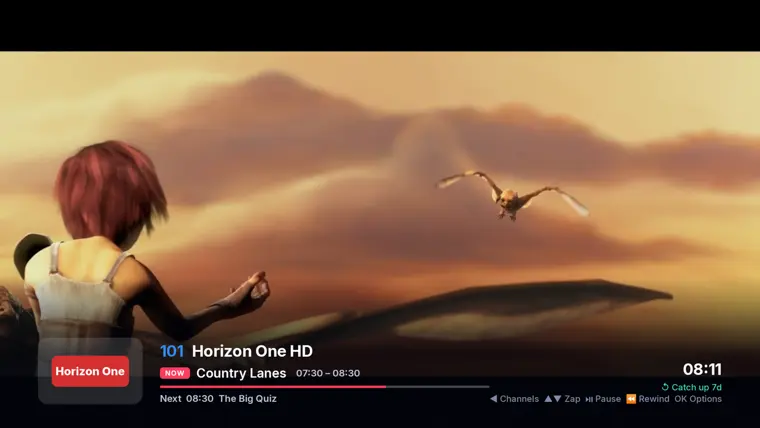 Horizon One
101 Horizon One HD
NOW Country Lanes 07:30 – 08:30
Next 08:30 The Big Quiz
08:11
Catch up 7d
Channels Zap Pause Rewind OK Options